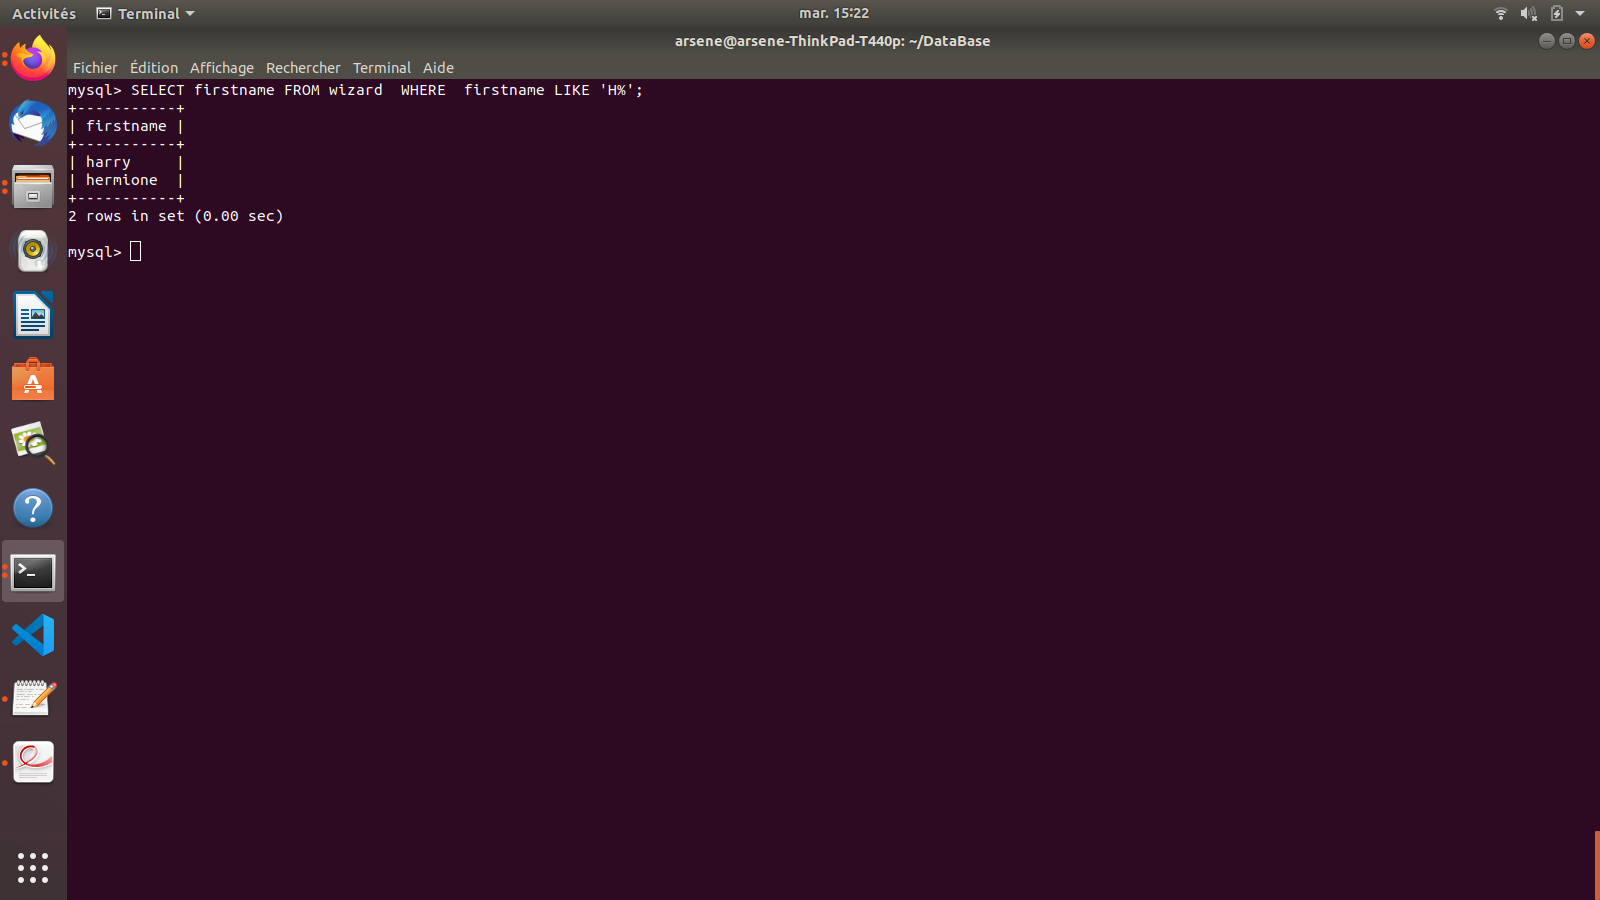 Activités Terminal mar. 15:22
arsene@arsene-ThinkPad-T440p: ~/DataBase
Fichier Édition Affichage Rechercher Terminal Aide
mysql> SELECT firstname FROM wizard  WHERE  firstname LIKE 'H%';
+-----------+
| firstname |
+-----------+
| harry     |
| hermione  |
+-----------+
2 rows in set (0.00 sec)
mysql>